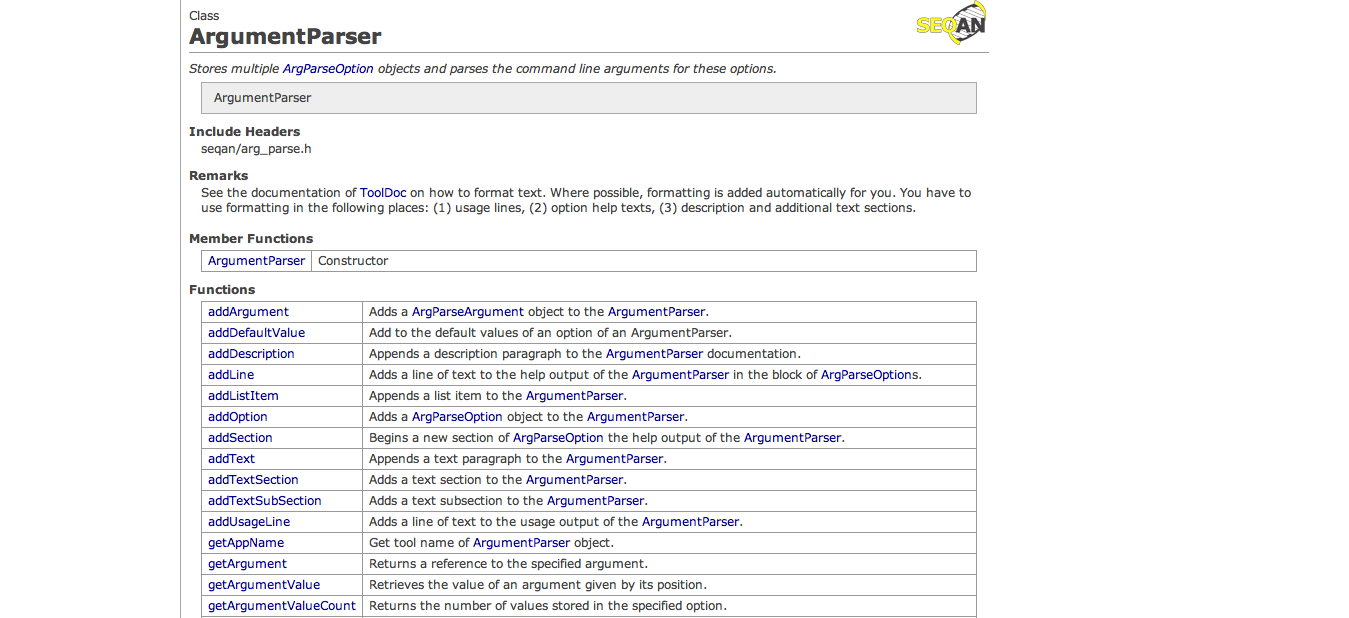 Class
ArgumentParser
SEQAN
Stores multiple ArgParseOption objects and parses the command line arguments for these options.
ArgumentParser
Include Headers
seqan/arg_parse.h
Remarks
See the documentation of ToolDoc on how to format text. Where possible, formatting is added automatically for you. You have to
use formatting in the following places: (1) usage lines, (2) option help texts, (3) description and additional text sections.
Member Functions
ArgumentParser Constructor
Functions
addArgument Adds a ArgParseArgument object to the ArgumentParser.
addDefaultValue Add to the default values of an option of an ArgumentParser.
addDescription Appends a description paragraph to the ArgumentParser documentation.
addLine Adds a line of text to the help output of the ArgumentParser in the block of ArgParseOptions.
addListItem Appends a list item to the ArgumentParser.
addOption Adds a ArgParseOption object to the ArgumentParser.
addSection Begins a new section of ArgParseOption the help output of the ArgumentParser.
addText Appends a text paragraph to the ArgumentParser.
addTextSection Adds a text section to the ArgumentParser.
addTextSubSection Adds a text subsection to the ArgumentParser.
addUsageLine Adds a line of text to the usage output of the ArgumentParser.
getAppName Get tool name of ArgumentParser object.
getArgument Returns a reference to the specified argument.
getArgumentValue Retrieves the value of an argument given by its position.
getArgumentValueCount Returns the number of values stored in the specified option.